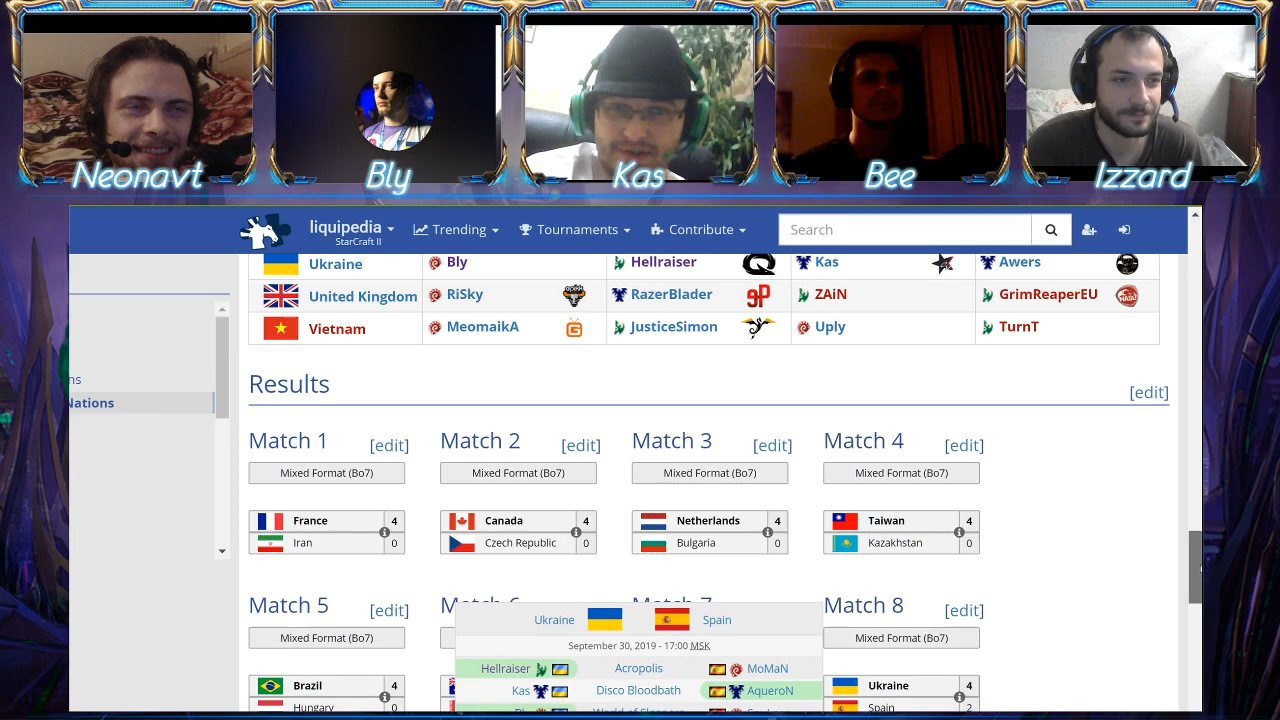 Neonavt Bly Kas Bee Izzard
liquipedia
StarCraft II
Trending Tournaments Contribute Search
Ukraine Bly Hellraiser Kas Awers
United Kingdom RiSky RazerBlader ZAiN GrimReaperEU
Vietnam MeomaikA JusticeSimon Uply TurnT
ns
Nations
Results [edit]
Match 1 [edit] Match 2 [edit] Match 3 [edit] Match 4 [edit]
Mixed Format (Bo7) Mixed Format (Bo7) Mixed Format (Bo7) Mixed Format (Bo7)
France 4 Canada 4 Netherlands 4 Taiwan 4
Iran 0 Czech Republic 0 Bulgaria 0 Kazakhstan 0
Match 5 [edit] Match 8 [edit]
Ukraine Spain
Mixed Format (Bo7) September 30, 2019 - 17:00 MSK Mixed Format (Bo7)
Hellraiser Acropolis MoMaN
Brazil 4 Kas Disco Bloodbath AqueroN Ukraine 4
Hungary 0 Spain 2